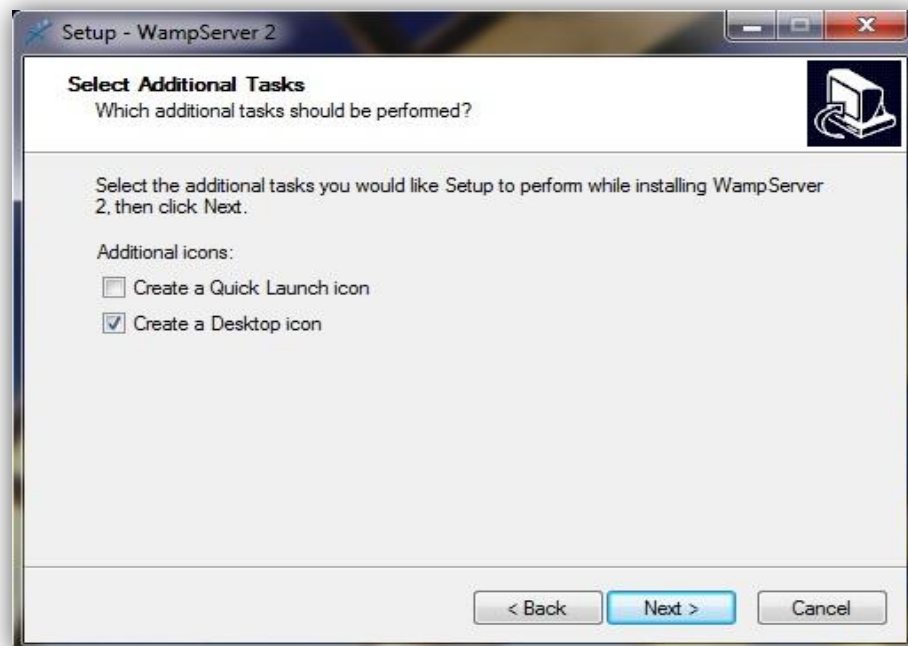 Setup - WampServer 2
Select Additional Tasks
Which additional tasks should be performed?
Select the additional tasks you would like Setup to perform while installing WampServer
2, then click Next.
Additional icons:
Create a Quick Launch icon
Create a Desktop icon
< Back
Next >
Cancel